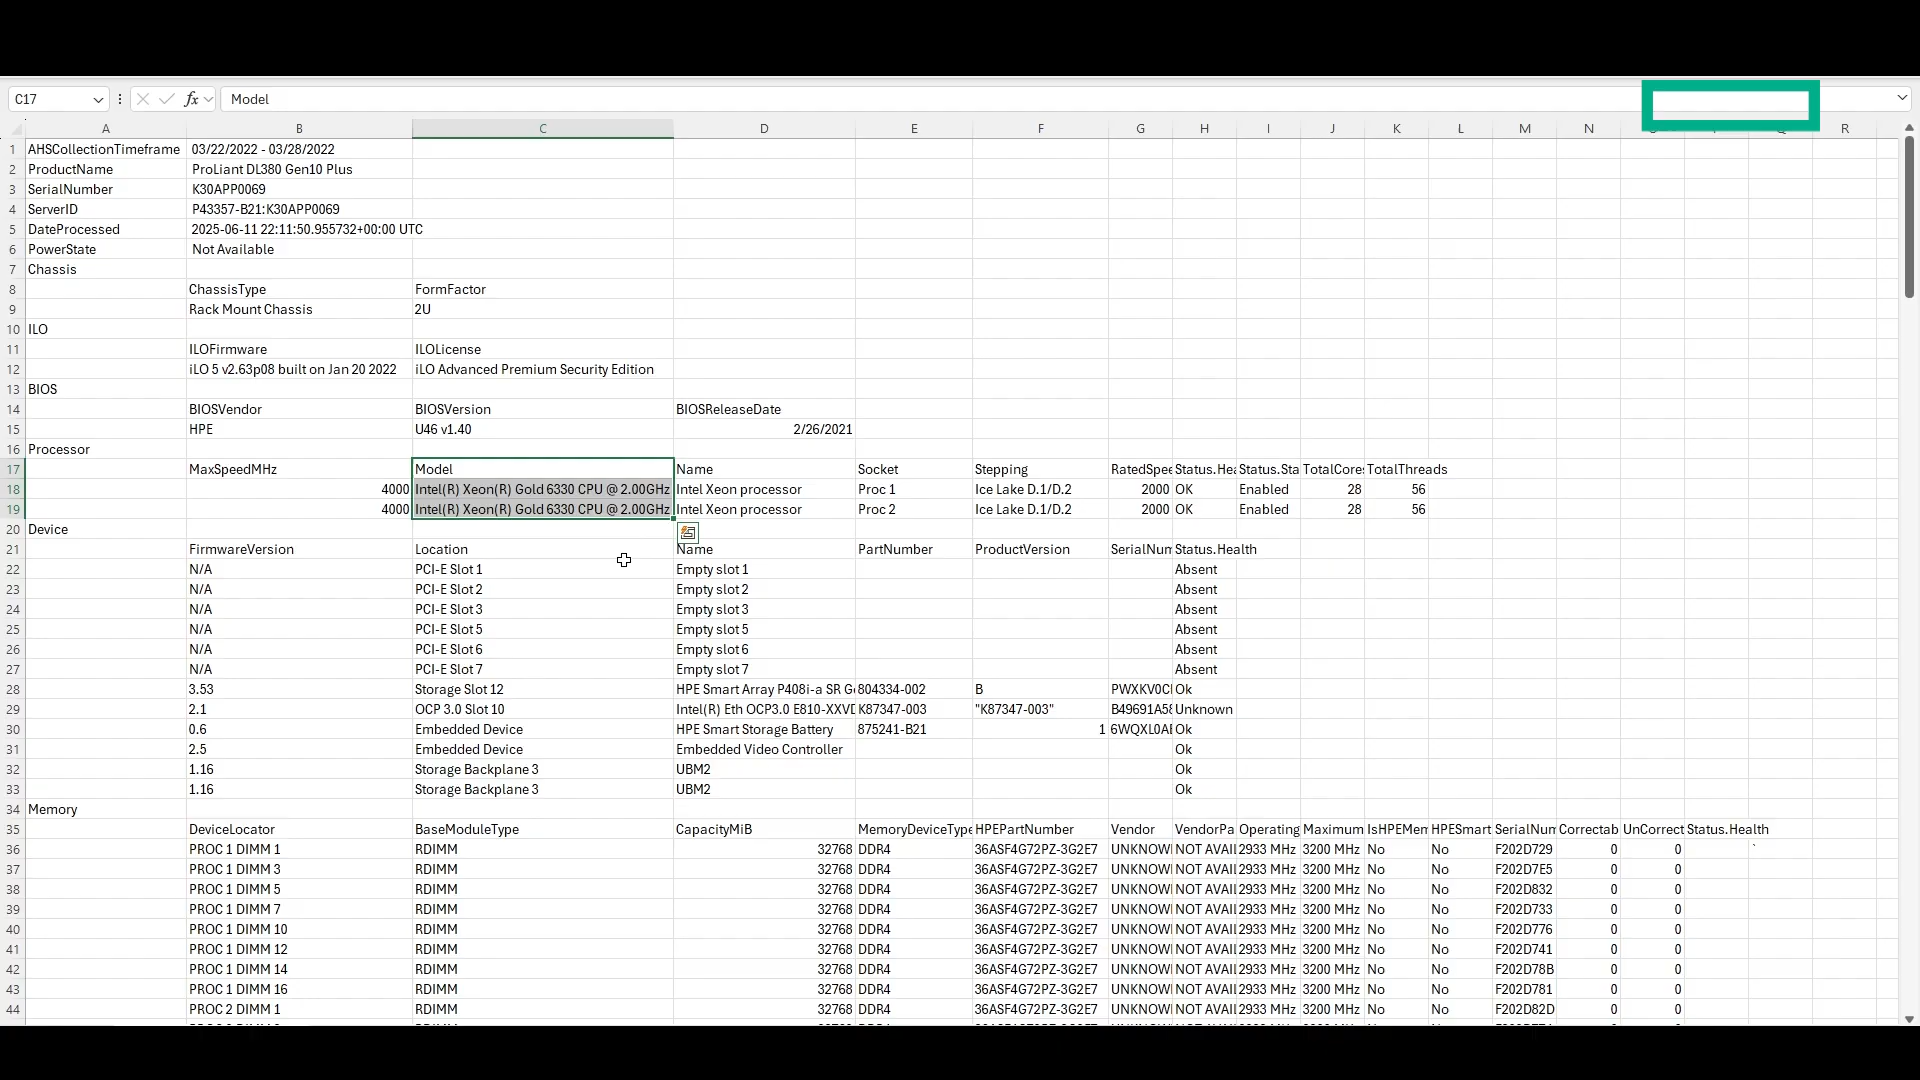 C17 fx Model
A B C D E F G H I J K L M N R
1 AHSCollectionTimeframe 03/22/2022 - 03/28/2022
2 ProductName ProLiant DL380 Gen10 Plus
3 SerialNumber K30APP0069
4 ServerID P43357-B21:K30APP0069
5 DateProcessed 2025-06-11 22:11:50.955732+00:00 UTC
6 PowerState Not Available
7 Chassis
8 ChassisType FormFactor
9 Rack Mount Chassis 2U
10 ILO
11 ILOFirmware ILOLicense
12 iLO 5 v2.63p08 built on Jan 20 2022 iLO Advanced Premium Security Edition
13 BIOS
14 BIOSVendor BIOSVersion BIOSReleaseDate
15 HPE U46 v1.40 2/26/2021
16 Processor
17 MaxSpeedMHz Model Name Socket Stepping RatedSpee Status.Hea Status.Sta TotalCore TotalThreads
18 4000 Intel(R) Xeon(R) Gold 6330 CPU @ 2.00GHz Intel Xeon processor Proc 1 Ice Lake D.1/D.2 2000 OK Enabled 28 56
19 4000 Intel(R) Xeon(R) Gold 6330 CPU @ 2.00GHz Intel Xeon processor Proc 2 Ice Lake D.1/D.2 2000 OK Enabled 28 56
20 Device
21 FirmwareVersion Location Name PartNumber ProductVersion SerialNum Status.Health
22 N/A PCI-E Slot 1 Empty slot 1 Absent
23 N/A PCI-E Slot 2 Empty slot 2 Absent
24 N/A PCI-E Slot 3 Empty slot 3 Absent
25 N/A PCI-E Slot 5 Empty slot 5 Absent
26 N/A PCI-E Slot 6 Empty slot 6 Absent
27 N/A PCI-E Slot 7 Empty slot 7 Absent
28 3.53 Storage Slot 12 HPE Smart Array P408i-a SR G 804334-002 B PWXKV0C Ok
29 2.1 OCP 3.0 Slot 10 Intel(R) Eth OCP3.0 E810-XXVD K87347-003 "K87347-003" B49691A58 Unknown
30 0.6 Embedded Device HPE Smart Storage Battery 875241-B21 1 6WQXL0AE Ok
31 2.5 Embedded Device Embedded Video Controller Ok
32 1.16 Storage Backplane 3 UBM2 Ok
33 1.16 Storage Backplane 3 UBM2 Ok
34 Memory
35 DeviceLocator BaseModuleType CapacityMiB MemoryDeviceType HPEPartNumber Vendor VendorPa Operating Maximum IsHPEMem HPESmart SerialNum Correctab UnCorrect Status.Health
36 PROC 1 DIMM 1 RDIMM 32768 DDR4 36ASF4G72PZ-3G2E7 UNKNOW NOT AVAIL 2933 MHz 3200 MHz No No F202D729 0 0 `
37 PROC 1 DIMM 3 RDIMM 32768 DDR4 36ASF4G72PZ-3G2E7 UNKNOW NOT AVAIL 2933 MHz 3200 MHz No No F202D7E5 0 0
38 PROC 1 DIMM 5 RDIMM 32768 DDR4 36ASF4G72PZ-3G2E7 UNKNOW NOT AVAIL 2933 MHz 3200 MHz No No F202D832 0 0
39 PROC 1 DIMM 7 RDIMM 32768 DDR4 36ASF4G72PZ-3G2E7 UNKNOW NOT AVAIL 2933 MHz 3200 MHz No No F202D733 0 0
40 PROC 1 DIMM 10 RDIMM 32768 DDR4 36ASF4G72PZ-3G2E7 UNKNOW NOT AVAIL 2933 MHz 3200 MHz No No F202D776 0 0
41 PROC 1 DIMM 12 RDIMM 32768 DDR4 36ASF4G72PZ-3G2E7 UNKNOW NOT AVAIL 2933 MHz 3200 MHz No No F202D741 0 0
42 PROC 1 DIMM 14 RDIMM 32768 DDR4 36ASF4G72PZ-3G2E7 UNKNOW NOT AVAIL 2933 MHz 3200 MHz No No F202D78B 0 0
43 PROC 1 DIMM 16 RDIMM 32768 DDR4 36ASF4G72PZ-3G2E7 UNKNOW NOT AVAIL 2933 MHz 3200 MHz No No F202D781 0 0
44 PROC 2 DIMM 1 RDIMM 32768 DDR4 36ASF4G72PZ-3G2E7 UNKNOW NOT AVAIL 2933 MHz 3200 MHz No No F202D82D 0 0